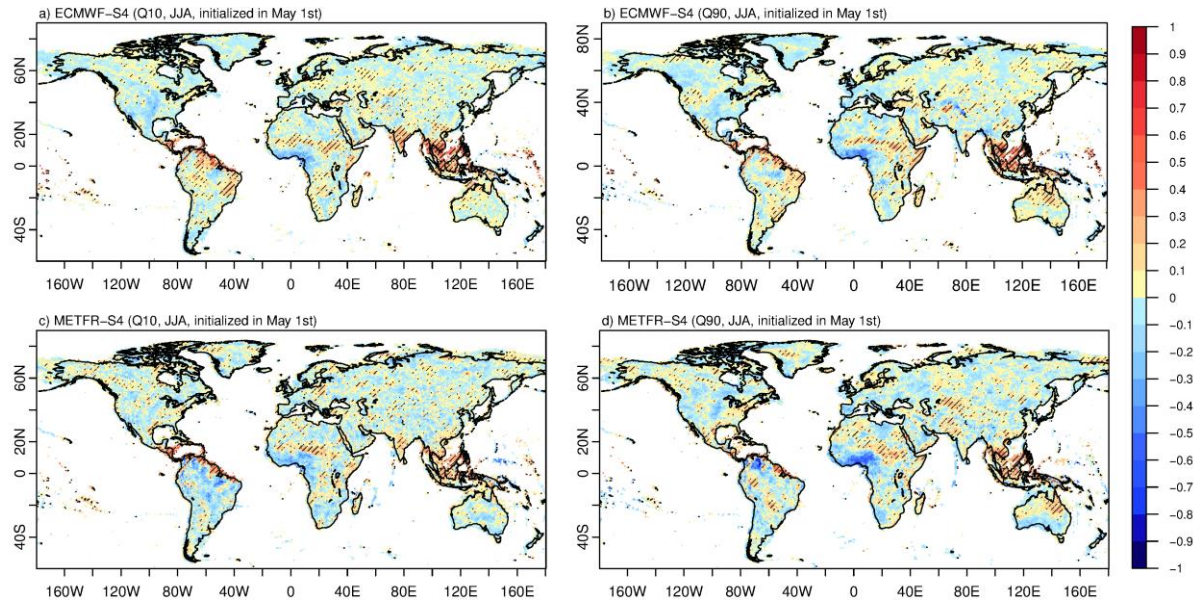 a) ECMWF−S4 (Q10, JJA, initialized in May 1st)
60N
20N
0
40S
160W 120W 80W 40W 0 40E 80E 120E 160E
b) ECMWF−S4 (Q90, JJA, initialized in May 1st)
80N
40N
0
40S
160W 120W 80W 40W 0 40E 80E 120E 160E
c) METFR−S4 (Q10, JJA, initialized in May 1st)
60N
20N
0
40S
160W 120W 80W 40W 0 40E 80E 120E 160E
d) METFR−S4 (Q90, JJA, initialized in May 1st)
60N
20N
0
40S
160W 120W 80W 40W 0 40E 80E 120E 160E
1
0.9
0.8
0.7
0.6
0.5
0.4
0.3
0.2
0.1
0
−0.1
−0.2
−0.3
−0.4
−0.5
−0.6
−0.7
−0.8
−0.9
−1